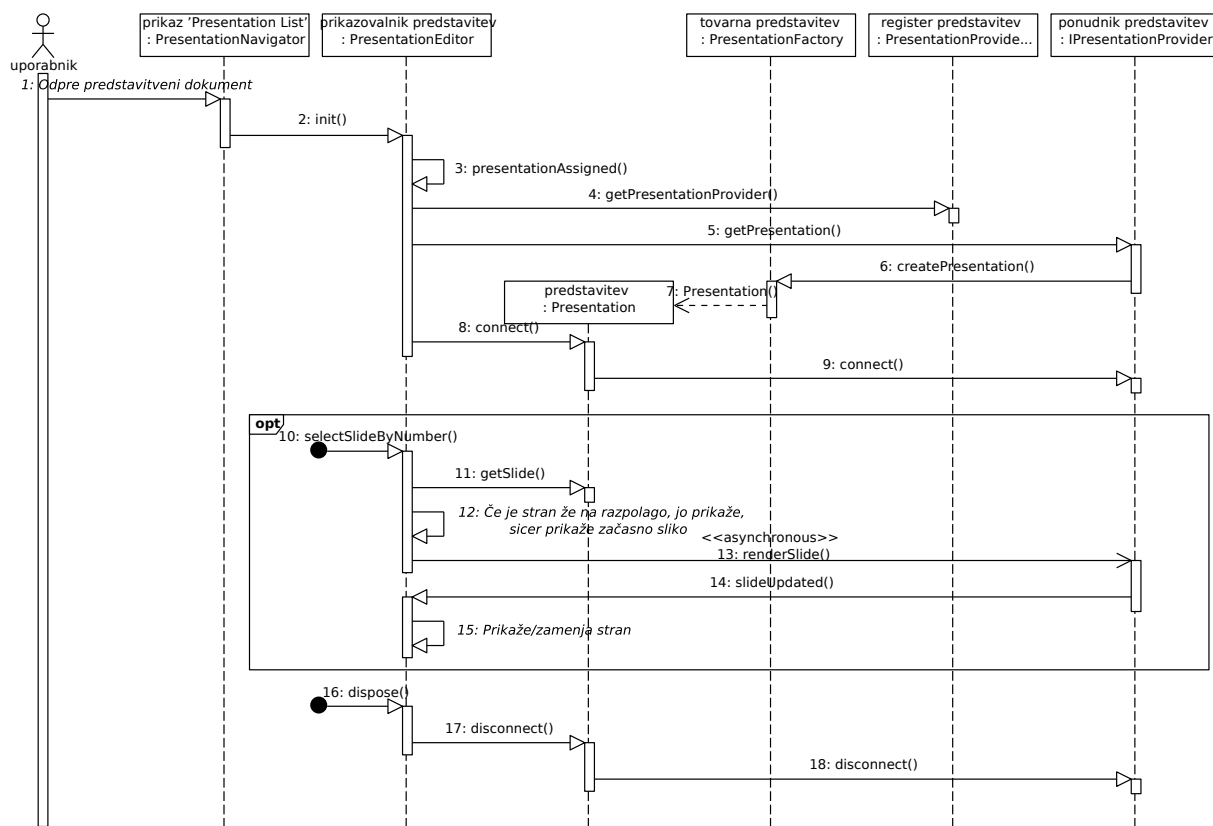 uporabnik
prikaz 'Presentation List'
: PresentationNavigator
prikazovalnik predstavitev
: PresentationEditor
tovarna predstavitev
: PresentationFactory
register predstavitev
: PresentationProvide...
ponudnik predstavitev
: IPresentationProvider
1: Odpre predstavitveni dokument
2: init()
3: presentationAssigned()
4: getPresentationProvider()
5: getPresentation()
6: createPresentation()
predstavitev
: Presentation
7: Presentation()
8: connect()
9: connect()
opt
10: selectSlideByNumber()
11: getSlide()
12: Če je stran že na razpolago, jo prikaže,
sicer prikaže začasno sliko
<<asynchronous>>
13: renderSlide()
14: slideUpdated()
15: Prikaže/zamenja stran
16: dispose()
17: disconnect()
18: disconnect()